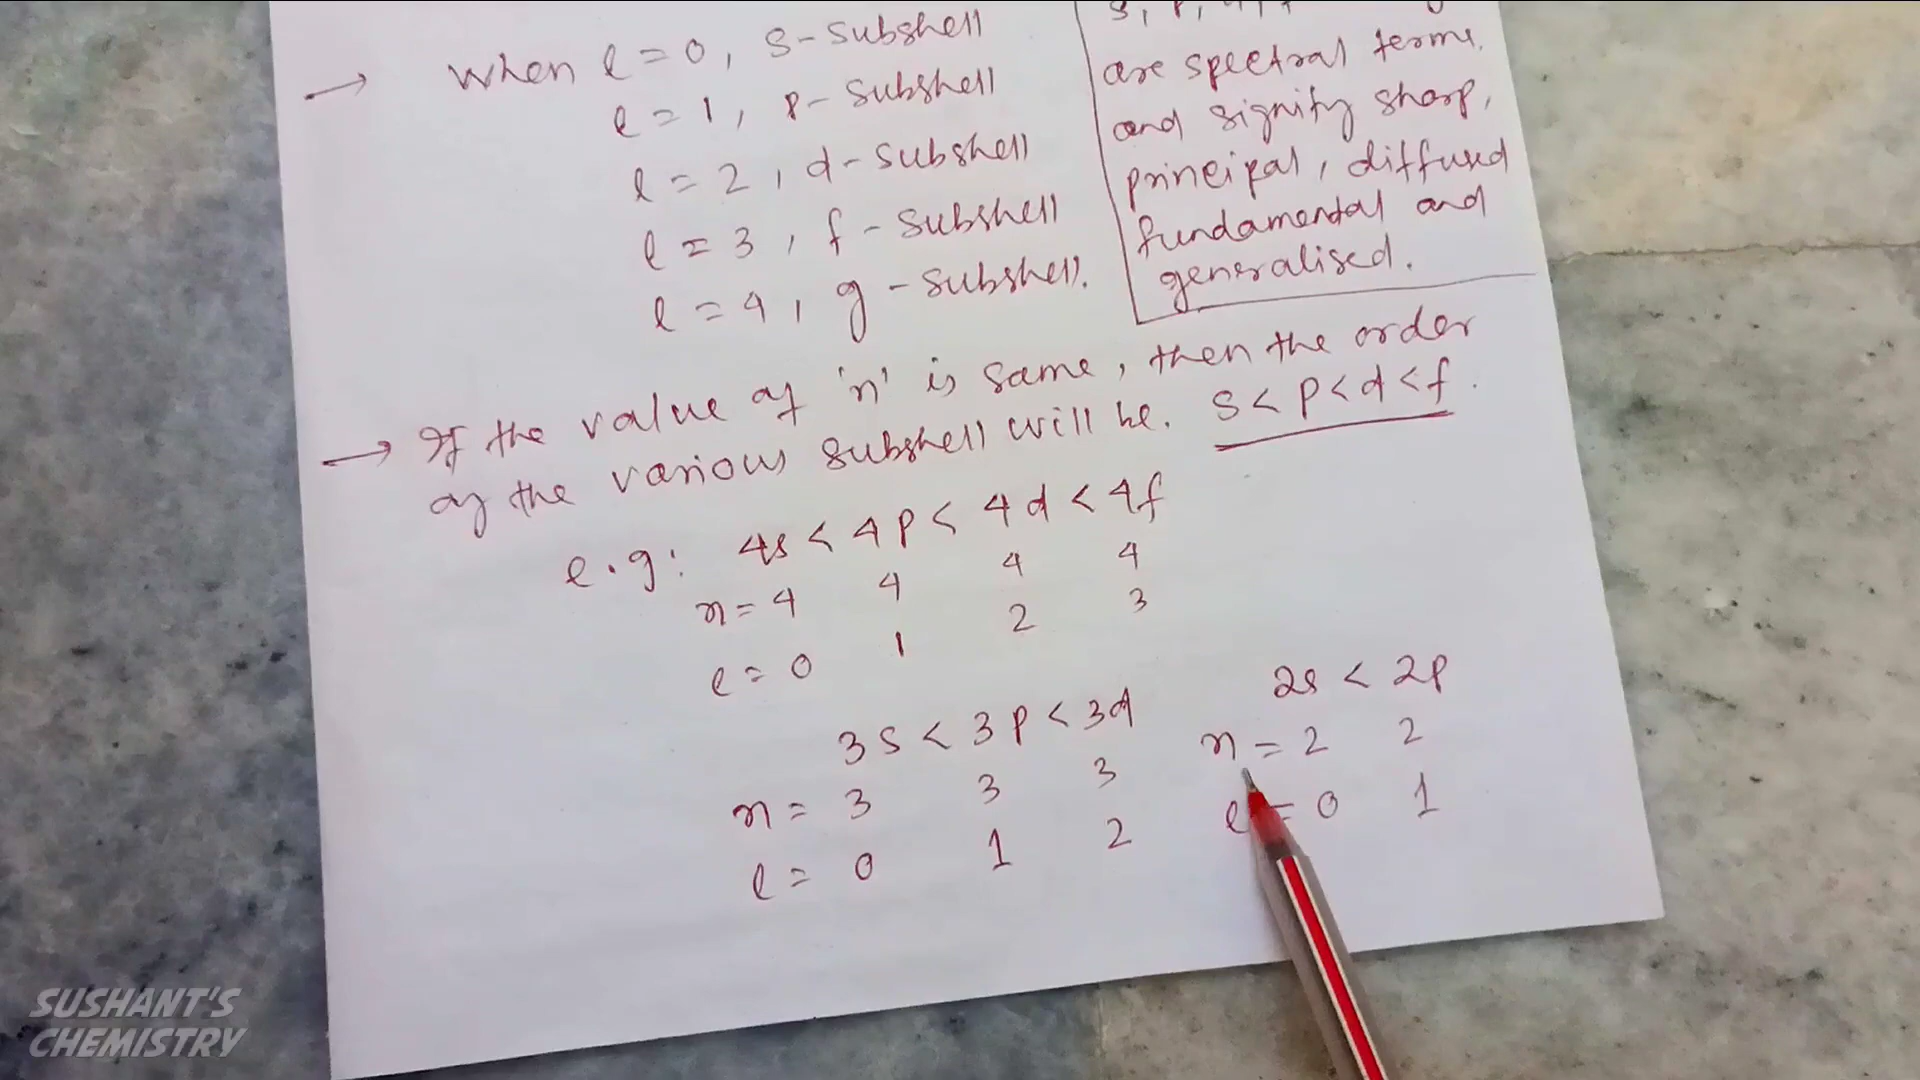 when l = 0, s-subshell
l = 1, p-subshell
l = 2, d-subshell
l = 3, f-subshell
l = 4, g-subshell.
s, p, d, f
are spectral terms.
and signify sharp,
principal, diffused
fundamental and
generalised.
If the value of 'n' is same, then the order
of the various subshell will be. s < p < d < f.
e.g: 4s < 4p < 4d < 4f
n = 4 4 4 4
l = 0 1 2 3
3s < 3p < 3d
n = 3 3 3
l = 0 1 2
2s < 2p
n = 2 2
l = 0 1
SUSHANT'S
CHEMISTRY